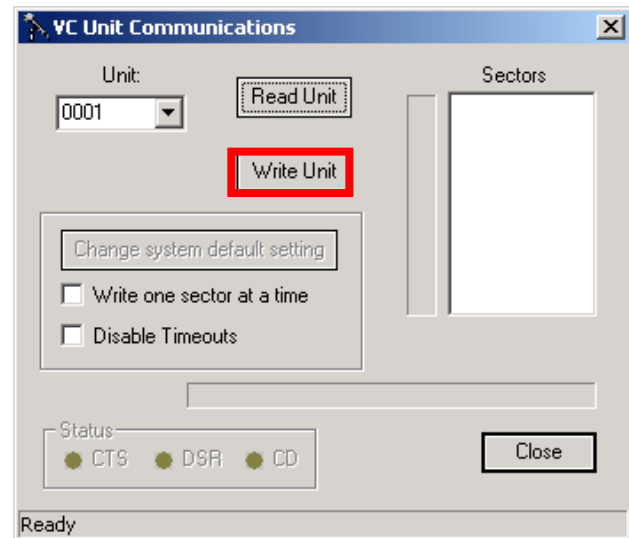 VC Unit Communications
Unit:
0001
Read Unit
Write Unit
Sectors
Change system default setting
Write one sector at a time
Disable Timeouts
Status
CTS DSR CD
Close
Ready